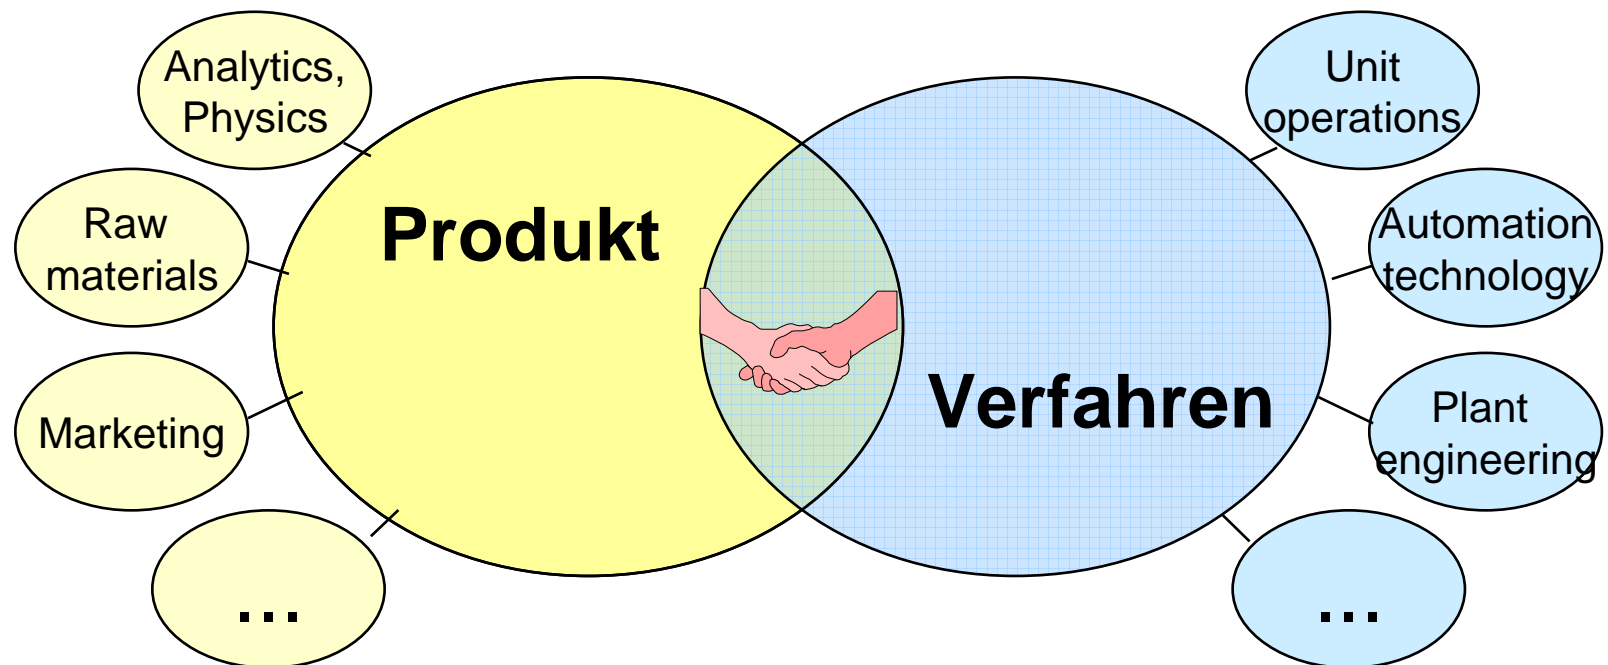 Analytics,
Physics
Raw
materials
Marketing
...
Produkt
Verfahren
Unit
operations
Automation
technology
Plant
engineering
...